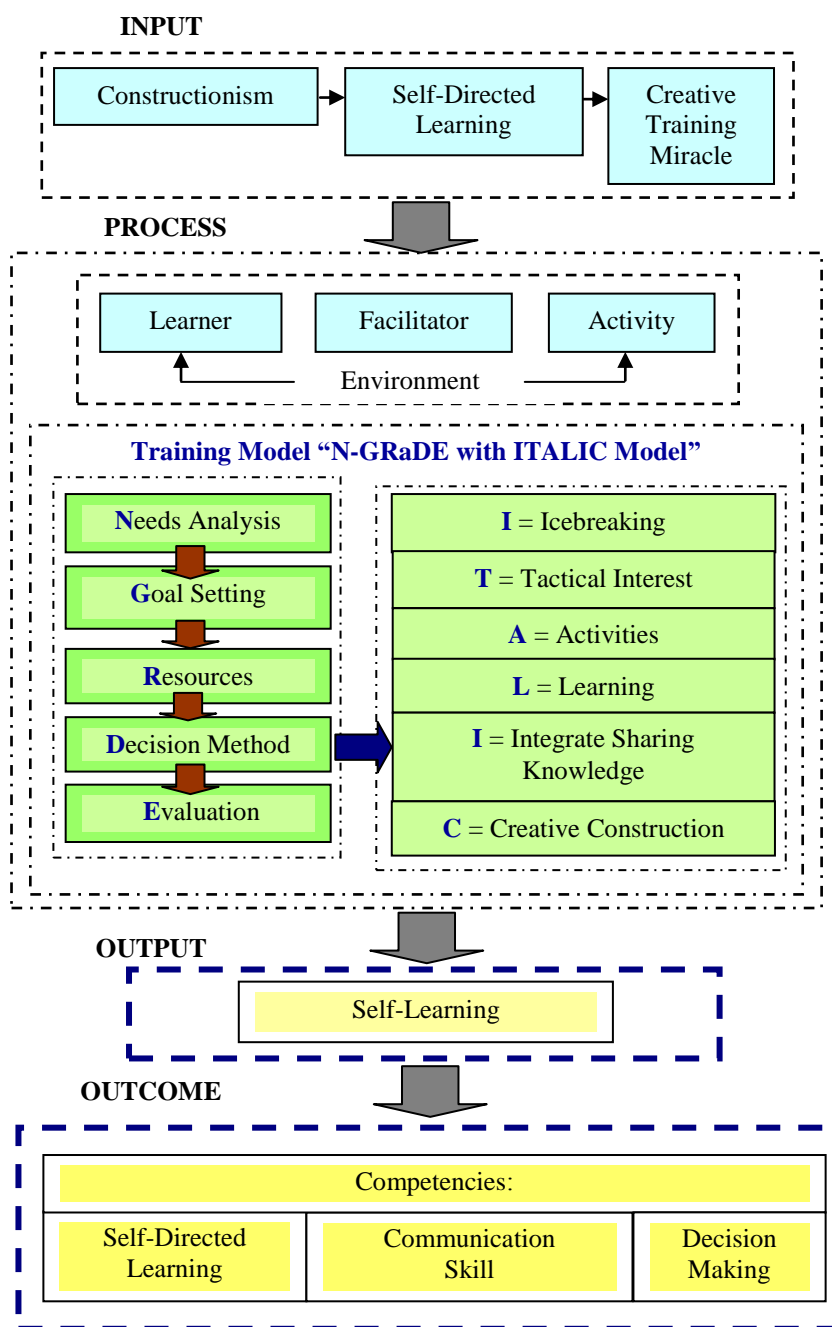 INPUT
Constructionism
Self-Directed
Learning
Creative
Training
Miracle
PROCESS
Learner
Facilitator
Activity
Environment
Training Model “N-GRaDE with ITALIC Model”
Needs Analysis
Goal Setting
Resources
Decision Method
Evaluation
I = Icebreaking
T = Tactical Interest
A = Activities
L = Learning
I = Integrate Sharing
Knowledge
C = Creative Construction
OUTPUT
Self-Learning
OUTCOME
Competencies:
Self-Directed
Learning
Communication
Skill
Decision
Making